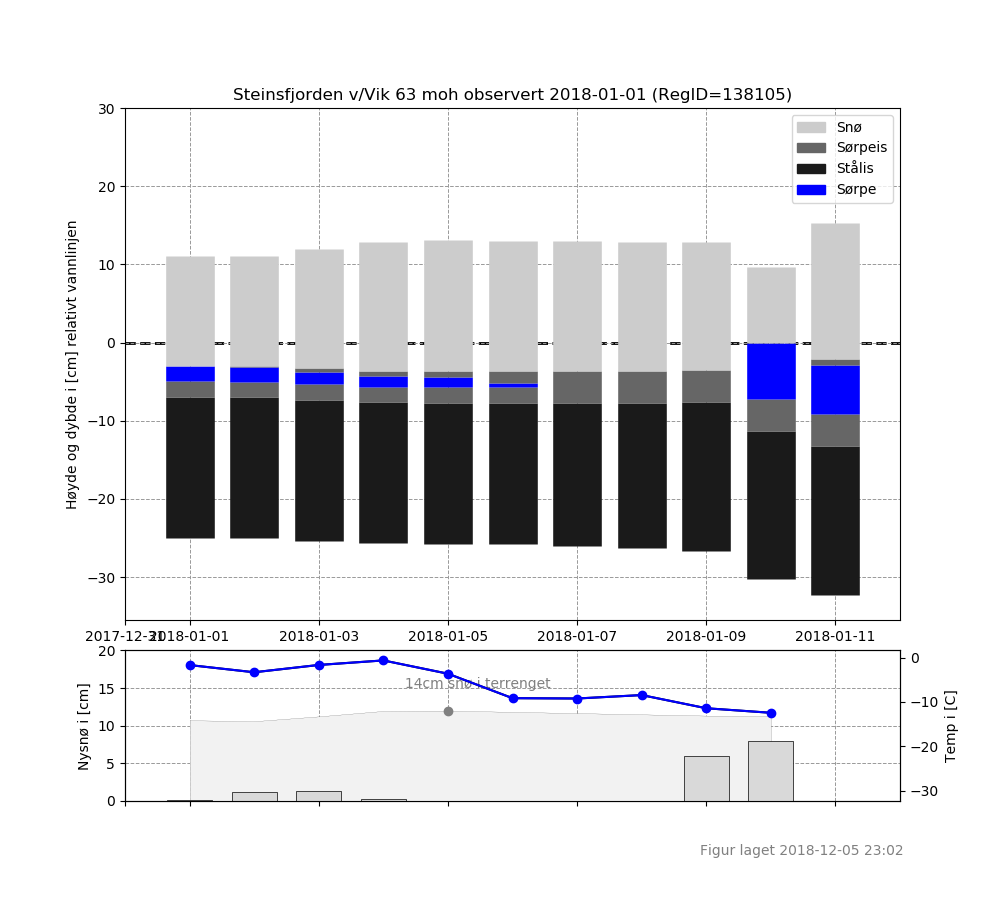 Steinsfjorden v/Vik 63 moh observert 2018-01-01 (RegID=138105)
Høyde og dybde i [cm] relativt vannlinjen
30
20
10
0
−10
−20
−30
Snø
Sørpeis
Stålis
Sørpe
2017-12-31 2018-01-01 2018-01-03 2018-01-05 2018-01-07 2018-01-09 2018-01-11
Nysnø i [cm]
20
15
10
5
0
14cm snø i terrenget
0
−10
−20
−30
Temp i [C]
Figur laget 2018-12-05 23:02